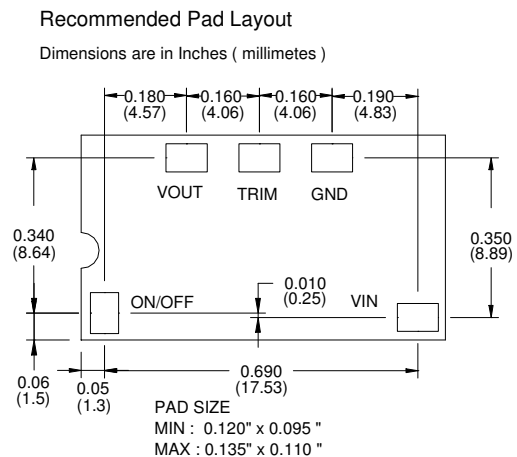 Recommended Pad Layout
Dimensions are in Inches ( millimetes )
0.180 0.160 0.160 0.190
(4.57) (4.06) (4.06) (4.83)
VOUT TRIM GND
0.340
(8.64)
0.350
(8.89)
0.010
(0.25)
ON/OFF
VIN
0.06
(1.5)
0.05
(1.3)
0.690
(17.53)
PAD SIZE
MIN : 0.120" x 0.095 "
MAX : 0.135" x 0.110 "